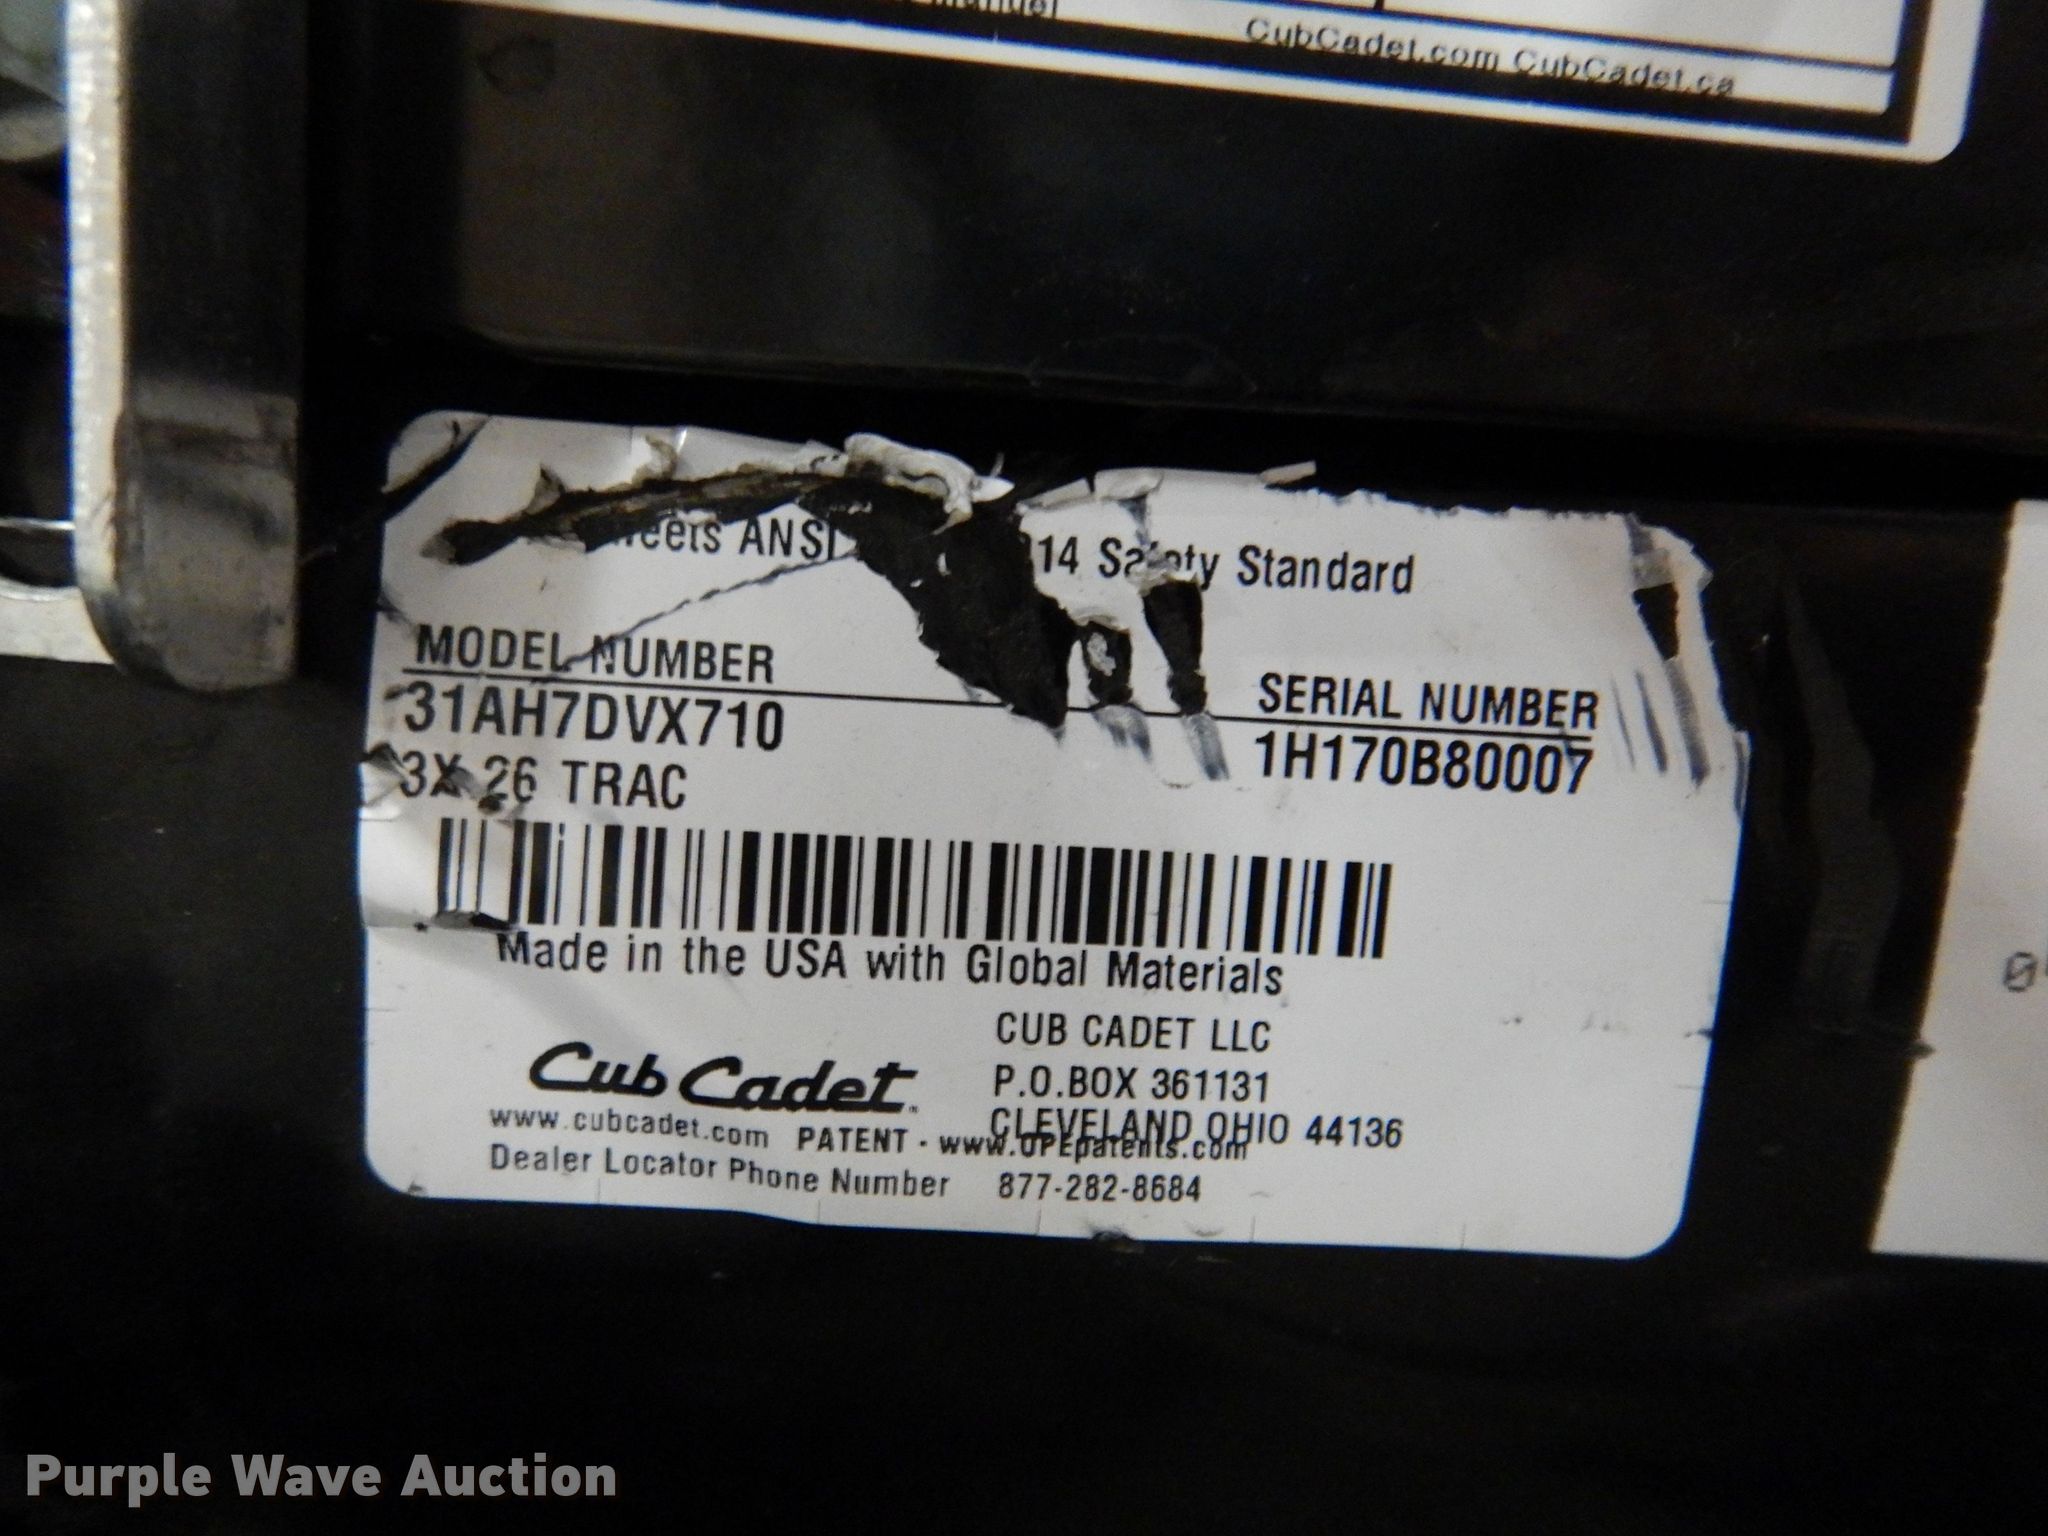 manuel
CubCadet.com CubCadet.ca
ANSI 14 Safety Standard
MODEL NUMBER
31AH7DVX710
3X 26 TRAC
SERIAL NUMBER
1H170B80007
Made in the USA with Global Materials
Cub Cadet
www.cubcadet.com
CUB CADET LLC
P.O.BOX 361131
CLEVELAND OHIO 44136
PATENT - www.OPEpatents.com
Dealer Locator Phone Number 877-282-8684
Purple Wave Auction